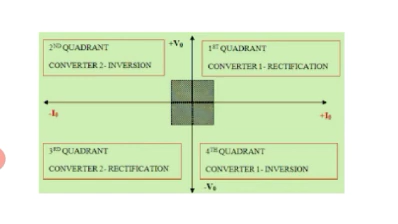 2ND QUADRANT
CONVERTER 2- INVERSION
+V₀
1ST QUADRANT
CONVERTER 1- RECTIFICATION
-I₀
+I₀
3RD QUADRANT
CONVERTER 2- RECTIFICATION
4TH QUADRANT
CONVERTER 1- INVERSION
-V₀